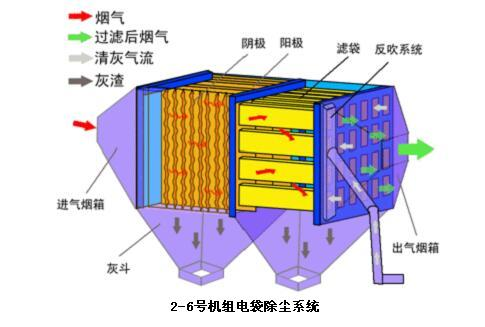 烟气
过滤后烟气
清灰气流
灰渣
阴极
阳极
滤袋
反吹系统
进气烟箱
灰斗
出气烟箱
2-6号机组电袋除尘系统